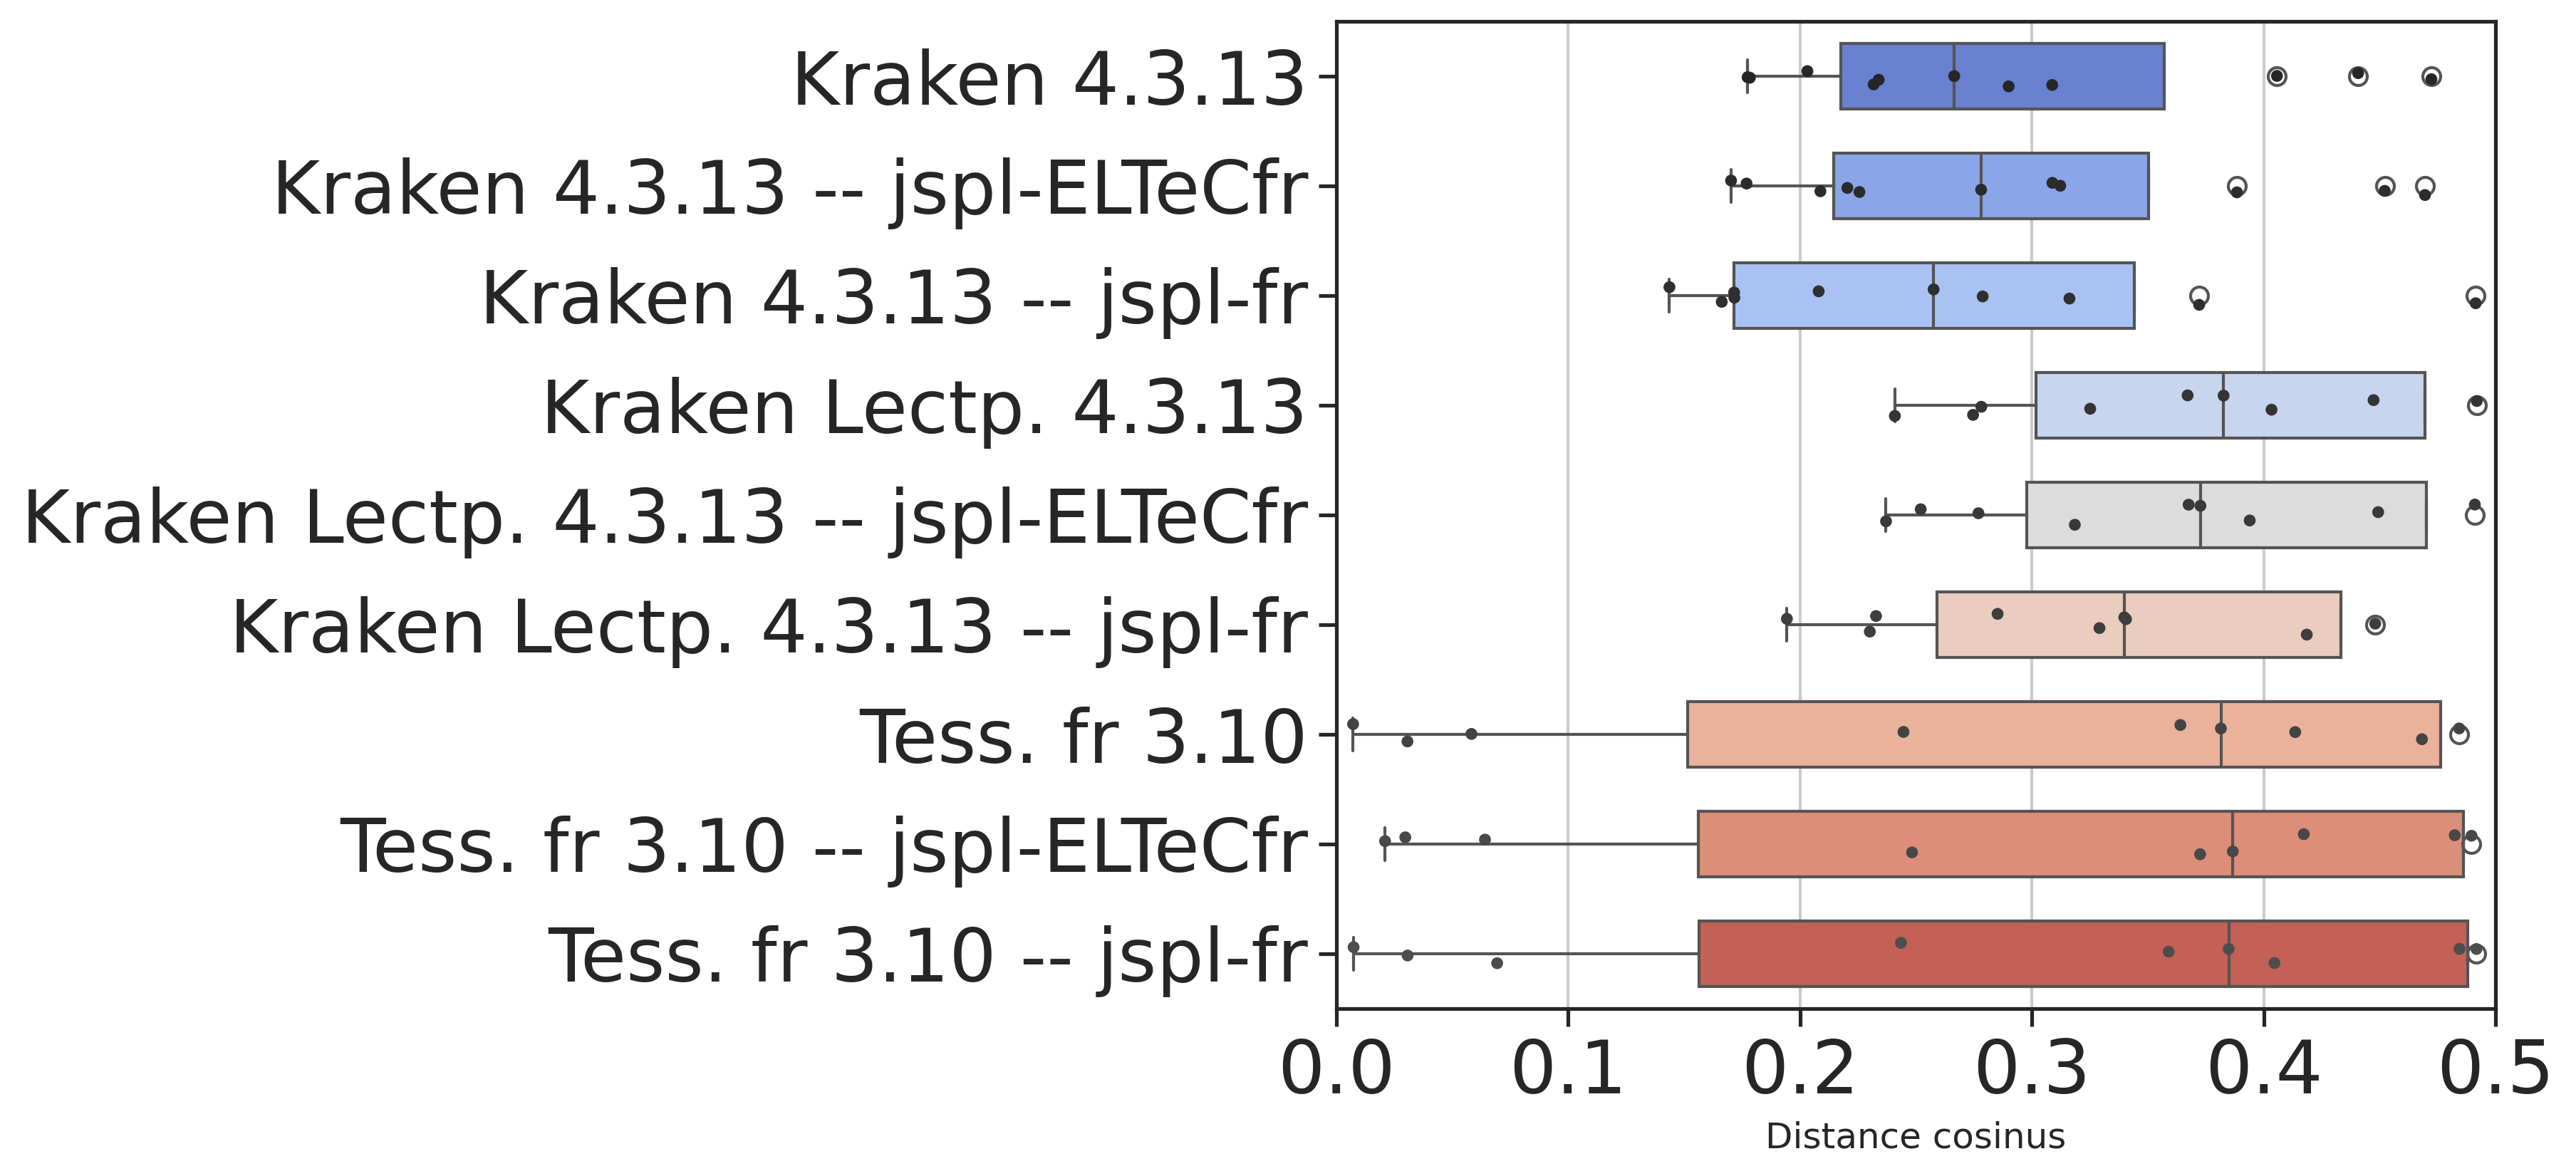 Kraken 4.3.13
Kraken 4.3.13 -- jspl-ELTeCfr
Kraken 4.3.13 -- jspl-fr
Kraken Lectp. 4.3.13
Kraken Lectp. 4.3.13 -- jspl-ELTeCfr
Kraken Lectp. 4.3.13 -- jspl-fr
Tess. fr 3.10
Tess. fr 3.10 -- jspl-ELTeCfr
Tess. fr 3.10 -- jspl-fr
0.0 0.1 0.2 0.3 0.4 0.5
Distance cosinus